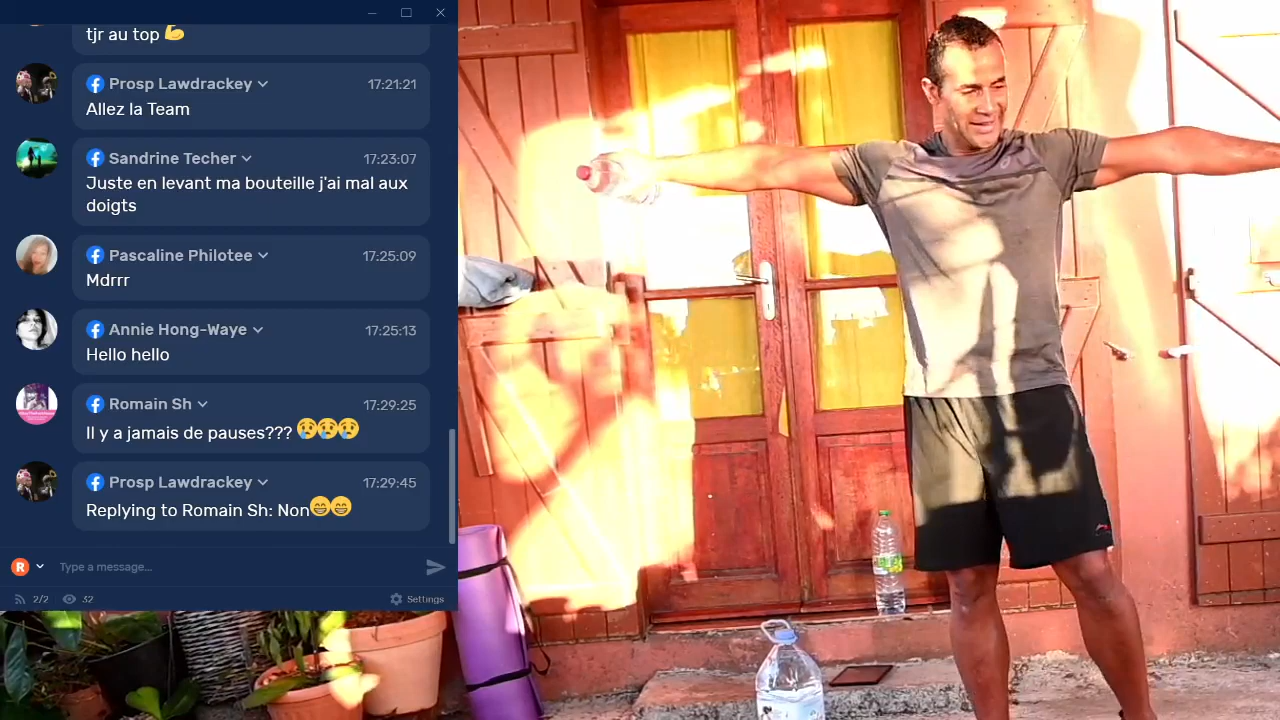 tjr au top 💪
Prosp Lawdrackey 17:21:21
Allez la Team
Sandrine Techer 17:23:07
Juste en levant ma bouteille j'ai mal aux
doigts
Pascaline Philotee 17:25:09
Mdrrr
Annie Hong-Waye 17:25:13
Hello hello
Romain Sh 17:29:25
Il y a jamais de pauses??? 😢😢😢
Prosp Lawdrackey 17:29:45
Replying to Romain Sh: Non😁😁
R Type a message...
2/2 32 Settings